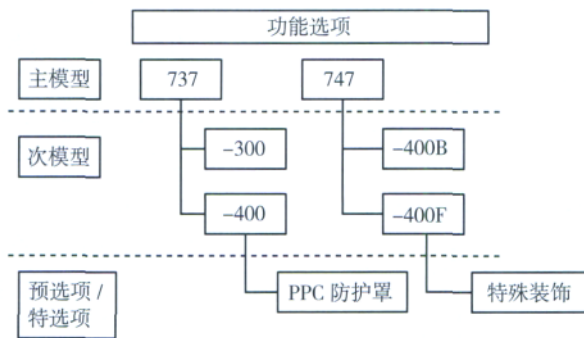 功能选项
主模型
737
747
次模型
-300
-400B
-400
-400F
预选项/
特选项
PPC 防护罩
特殊装饰